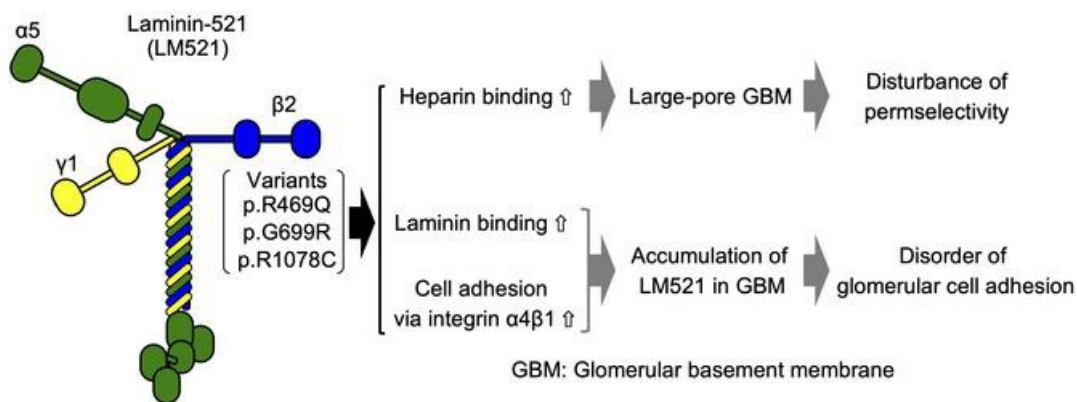 Laminin-521
(LM521)
α5
β2
γ1
Variants
p.R469Q
p.G699R
p.R1078C
Heparin binding ⇧
Large-pore GBM
Disturbance of
permselectivity
Laminin binding ⇧
Cell adhesion
via integrin α4β1 ⇧
Accumulation of
LM521 in GBM
Disorder of
glomerular cell adhesion
GBM: Glomerular basement membrane